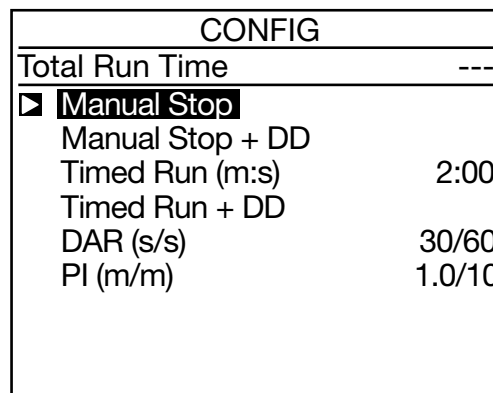 CONFIG
Total Run Time ---
Manual Stop
Manual Stop + DD
Timed Run (m:s) 2:00
Timed Run + DD
DAR (s/s) 30/60
PI (m/m) 1.0/10